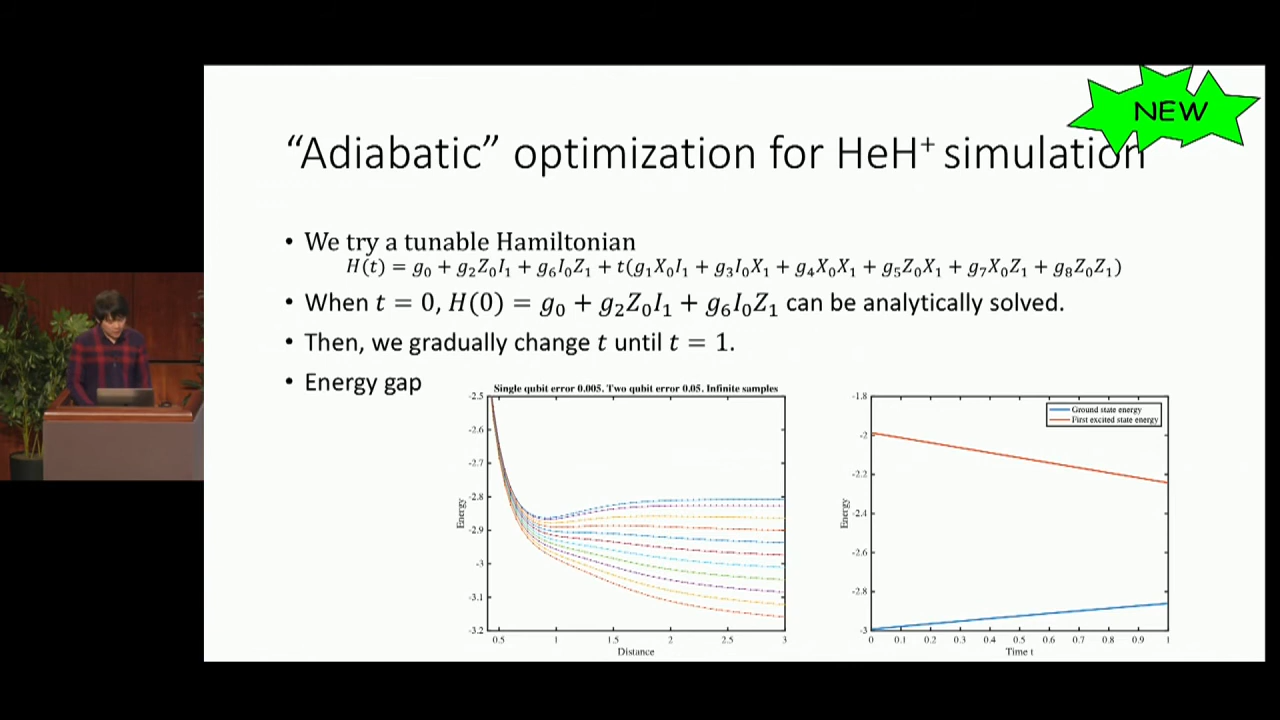 NEW
“Adiabatic” optimization for HeH⁺ simulation
• We try a tunable Hamiltonian
H(t) = g₀ + g₂Z₀I₁ + g₆I₀Z₁ + t(g₁X₀I₁ + g₃I₀X₁ + g₄X₀X₁ + g₅Z₀X₁ + g₇X₀Z₁ + g₈Z₀Z₁)
• When t = 0, H(0) = g₀ + g₂Z₀I₁ + g₆I₀Z₁ can be analytically solved.
• Then, we gradually change t until t = 1.
• Energy gap
Single qubit error 0.005. Two qubit error 0.05. Infinite samples
-2.5
-2.6
-2.7
-2.8
-2.9
-3
-3.1
-3.2
Energy
0.5 1 1.5 2 2.5 3
Distance
Ground state energy
First excited state energy
-1.8
-2
-2.2
-2.4
-2.6
-2.8
-3
Energy
0 0.1 0.2 0.3 0.4 0.5 0.6 0.7 0.8 0.9 1
Time t